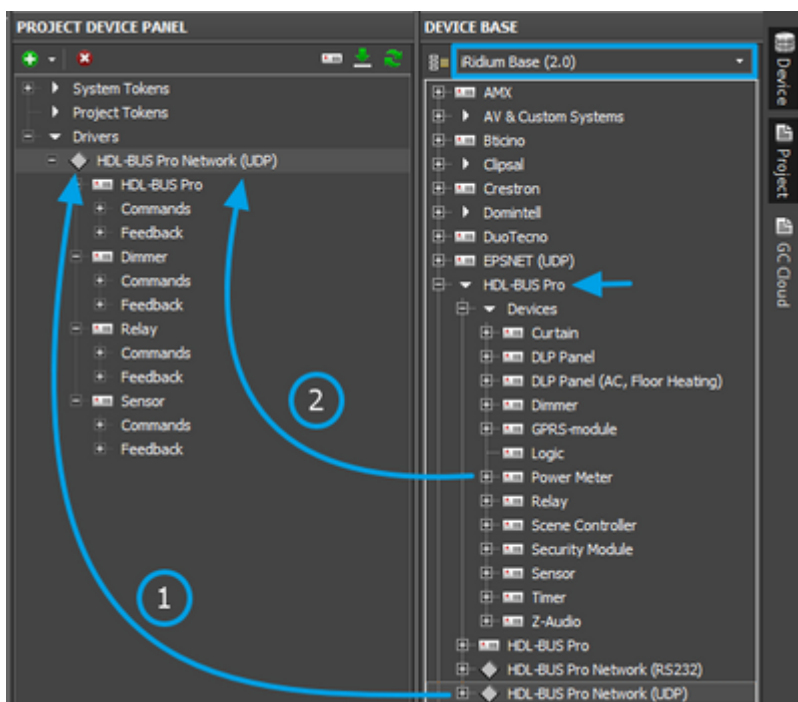 PROJECT DEVICE PANEL
System Tokens
Project Tokens
Drivers
HDL-BUS Pro Network (UDP)
HDL-BUS Pro
Commands
Feedback
Dimmer
Commands
Feedback
Relay
Commands
Feedback
Sensor
Commands
Feedback
1
2
DEVICE BASE
iRidium Base (2.0)
AMX
AV & Custom Systems
Bticino
Clipsal
Crestron
Domintell
DuoTecno
EPSNET (UDP)
HDL-BUS Pro
Devices
Curtain
DLP Panel
DLP Panel (AC, Floor Heating)
Dimmer
GPRS-module
Logic
Power Meter
Relay
Scene Controller
Security Module
Sensor
Timer
Z-Audio
HDL-BUS Pro
HDL-BUS Pro Network (RS232)
HDL-BUS Pro Network (UDP)
Device
Project
GC Cloud